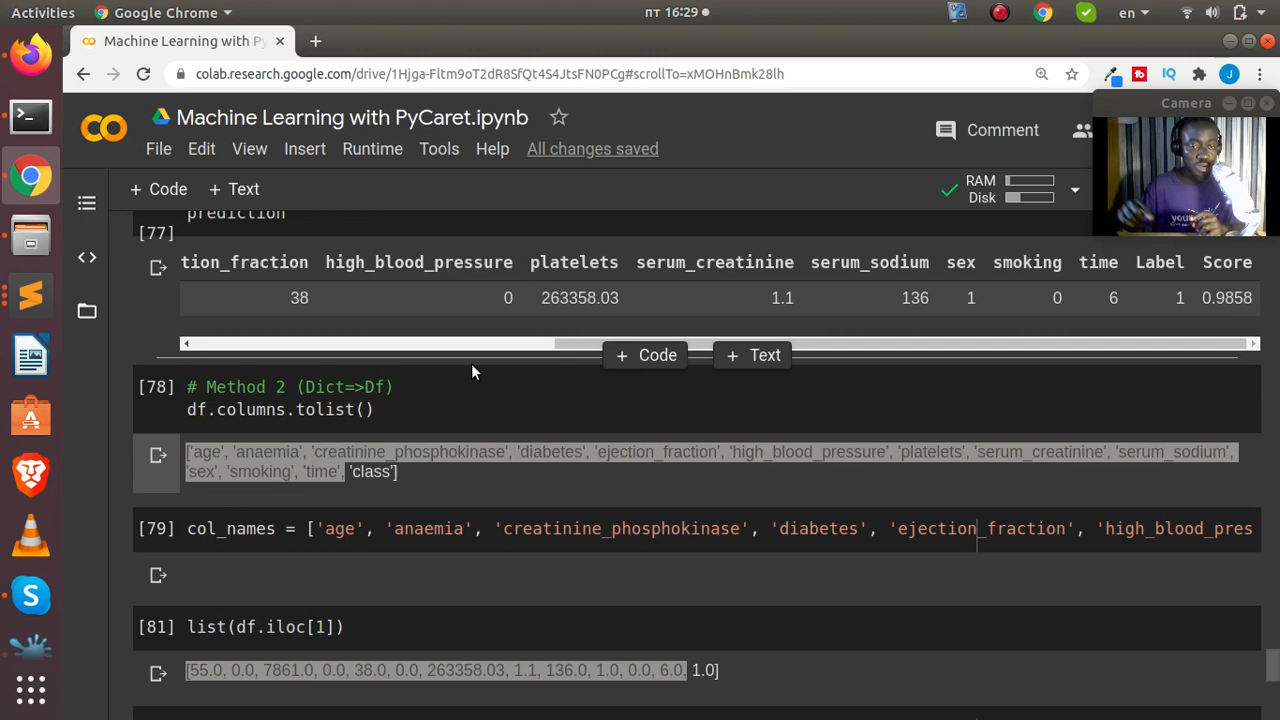 Activities Google Chrome пт 16:29 en
Machine Learning with Py
colab.research.google.com/drive/1Hjga-Fltm9oT2dR8SfQt4S4JtsFN0PCg#scrollTo=xMOHnBmk28lh
Camera
Machine Learning with PyCaret.ipynb
Comment
File Edit View Insert Runtime Tools Help All changes saved
+ Code + Text
RAM
Disk
prediction
[77]
tion_fraction high_blood_pressure platelets serum_creatinine serum_sodium sex smoking time Label Score
38 0 263358.03 1.1 136 1 0 6 1 0.9858
+ Code + Text
[78] # Method 2 (Dict=>Df)
df.columns.tolist()
['age', 'anaemia', 'creatinine_phosphokinase', 'diabetes', 'ejection_fraction', 'high_blood_pressure', 'platelets', 'serum_creatinine', 'serum_sodium',
'sex', 'smoking', 'time', 'class']
[79] col_names = ['age', 'anaemia', 'creatinine_phosphokinase', 'diabetes', 'ejection_fraction', 'high_blood_pres
[81] list(df.iloc[1])
[55.0, 0.0, 7861.0, 0.0, 38.0, 0.0, 263358.03, 1.1, 136.0, 1.0, 0.0, 6.0, 1.0]